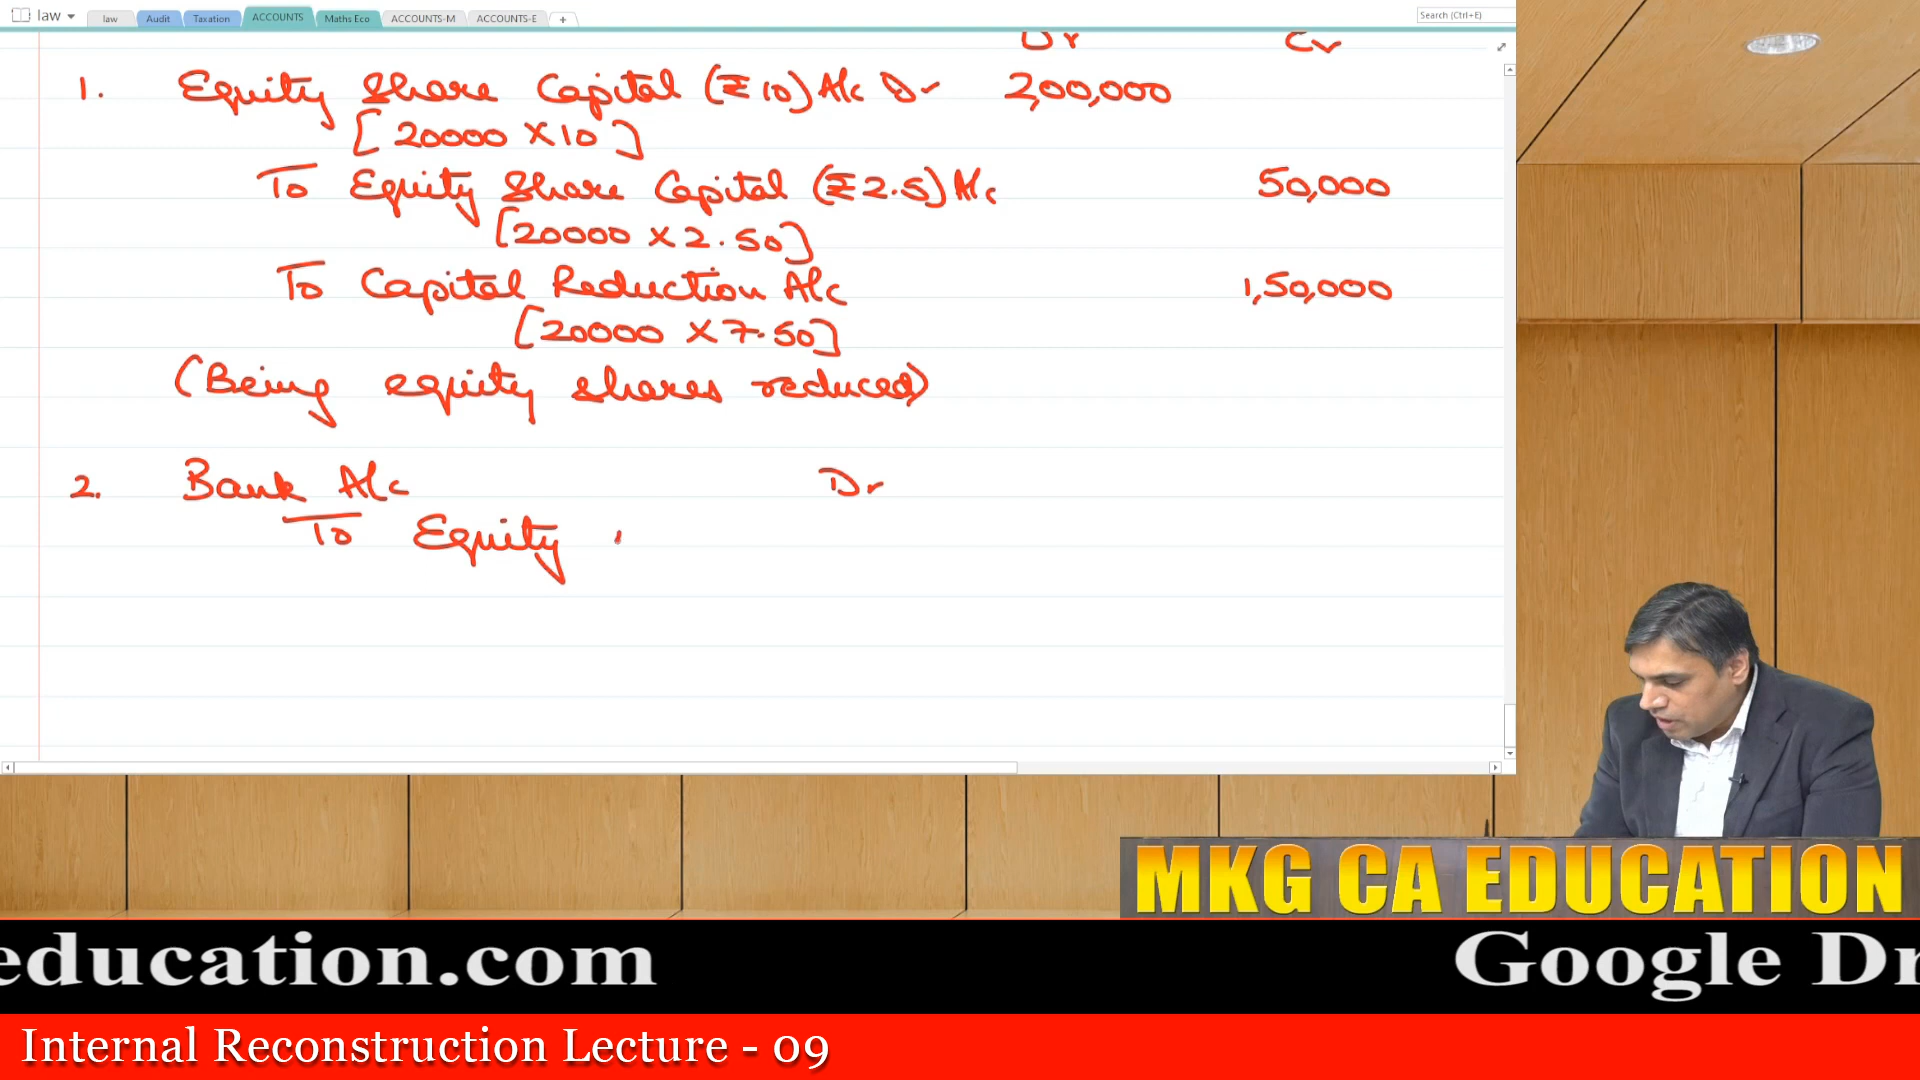 law
law Audit Taxation ACCOUNTS Maths Eco ACCOUNTS-M ACCOUNTS-E +
Search (Ctrl+E)
Dr Cr
1. Equity Share Capital (₹10) A/c Dr 2,00,000
[20000 X 10]
To Equity Share Capital (₹2.5) A/c 50,000
[20000 X 2.50]
To Capital Reduction A/c 1,50,000
[20000 X 7.50]
(Being equity shares reduced)
2. Bank A/c Dr
To Equity
MKG CA EDUCATION
education.com Google Dr
Internal Reconstruction Lecture - 09